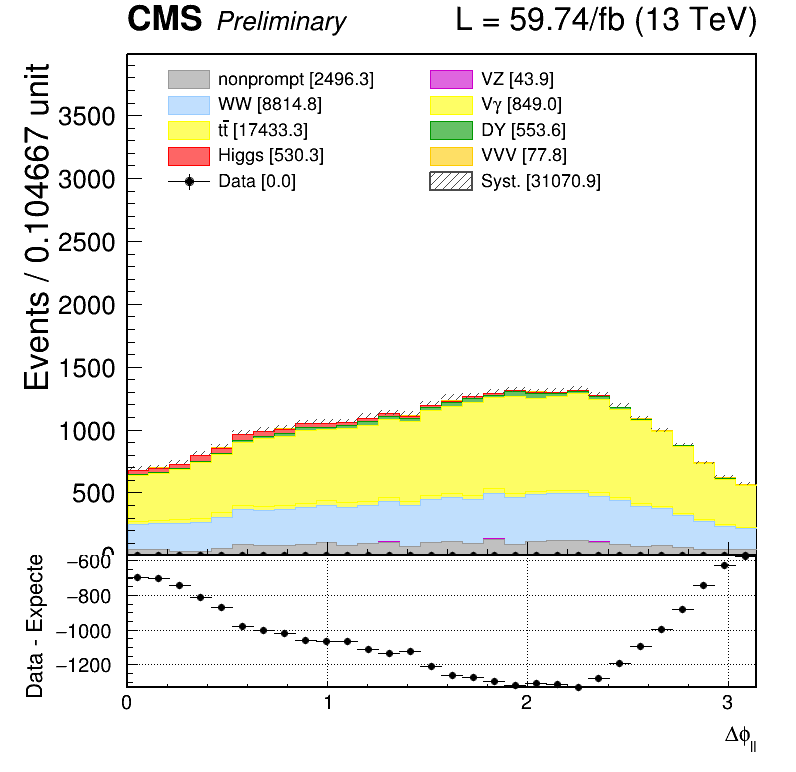 CMS Preliminary L = 59.74/fb (13 TeV)
Events / 0.104667 unit
3500
3000
2500
2000
1500
1000
500
0
nonprompt [2496.3]
WW [8814.8]
tt̅ [17433.3]
Higgs [530.3]
Data [0.0]
VZ [43.9]
Vγ [849.0]
DY [553.6]
VVV [77.8]
Syst. [31070.9]
Data - Expecte
−600
−800
−1000
−1200
0 1 2 3
Δϕll